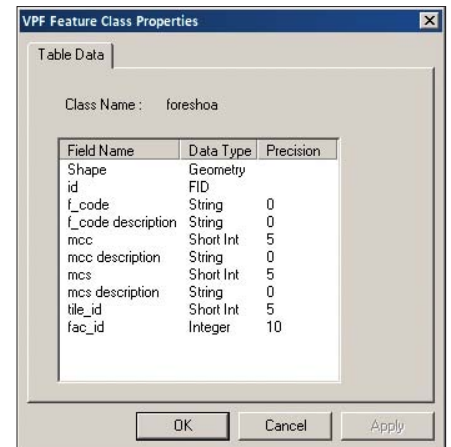 VPF Feature Class Properties
Table Data
Class Name : foreshoa
Field Name Data Type Precision
Shape Geometry
id FID
f_code String 0
f_code description String 0
mcc Short Int 5
mcc description String 0
mcs Short Int 5
mcs description String 0
tile_id Short Int 5
fac_id Integer 10
OK Cancel Apply